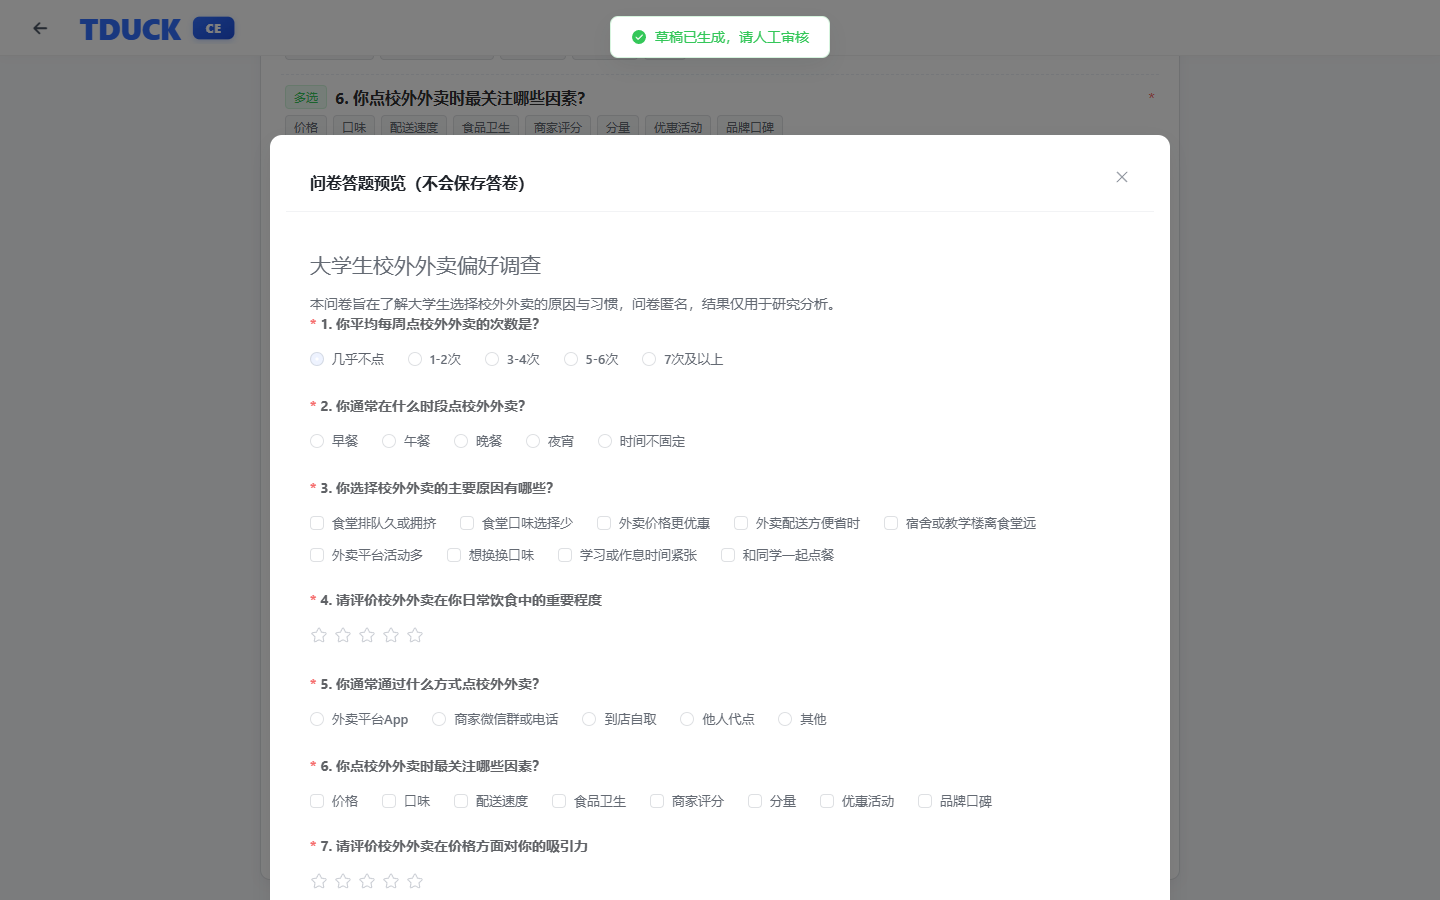 TDUCK CE
草稿已生成，请人工审核
多选 6. 你点校外外卖时最关注哪些因素? *
价格 口味 配送速度 食品卫生 商家评分 分量 优惠活动 品牌口碑
问卷答题预览（不会保存答卷）
大学生校外外卖偏好调查
本问卷旨在了解大学生选择校外外卖的原因与习惯，问卷匿名，结果仅用于研究分析。
* 1. 你平均每周点校外外卖的次数是?
几乎不点 1-2次 3-4次 5-6次 7次及以上
* 2. 你通常在什么时段点校外外卖?
早餐 午餐 晚餐 夜宵 时间不固定
* 3. 你选择校外外卖的主要原因有哪些?
食堂排队久或拥挤 食堂口味选择少 外卖价格更优惠 外卖配送方便省时 宿舍或教学楼离食堂远
外卖平台活动多 想换换口味 学习或作息时间紧张 和同学一起点餐
* 4. 请评价校外外卖在你日常饮食中的重要程度
* 5. 你通常通过什么方式点校外外卖?
外卖平台App 商家微信群或电话 到店自取 他人代点 其他
* 6. 你点校外外卖时最关注哪些因素?
价格 口味 配送速度 食品卫生 商家评分 分量 优惠活动 品牌口碑
* 7. 请评价校外外卖在价格方面对你的吸引力